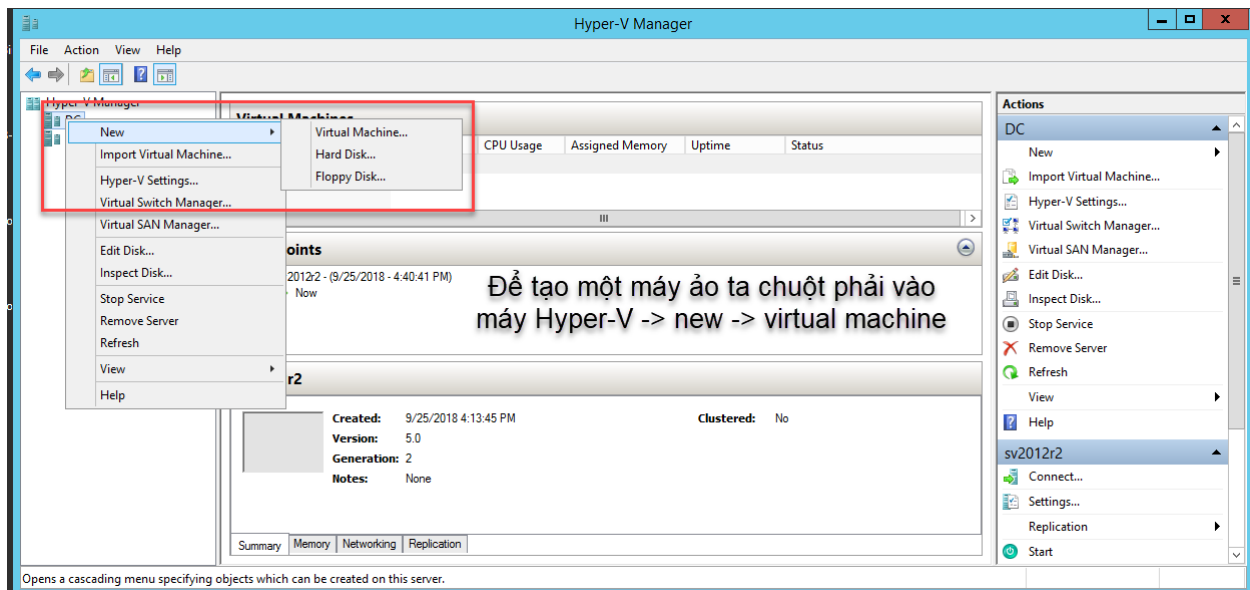 Hyper-V Manager
File Action View Help
Hyper-V Manager
DC
New
Import Virtual Machine...
Hyper-V Settings...
Virtual Switch Manager...
Virtual SAN Manager...
Edit Disk...
Inspect Disk...
Stop Service
Remove Server
Refresh
View
Help
Virtual Machine...
Hard Disk...
Floppy Disk...
Virtual Machines
CPU Usage Assigned Memory Uptime Status
oints
2012r2 - (9/25/2018 - 4:40:41 PM)
Now
Để tạo một máy ảo ta chuột phải vào
máy Hyper-V -> new -> virtual machine
r2
Created: 9/25/2018 4:13:45 PM Clustered: No
Version: 5.0
Generation: 2
Notes: None
Summary Memory Networking Replication
Actions
DC
New
Import Virtual Machine...
Hyper-V Settings...
Virtual Switch Manager...
Virtual SAN Manager...
Edit Disk...
Inspect Disk...
Stop Service
Remove Server
Refresh
View
Help
sv2012r2
Connect...
Settings...
Replication
Start
Opens a cascading menu specifying objects which can be created on this server.